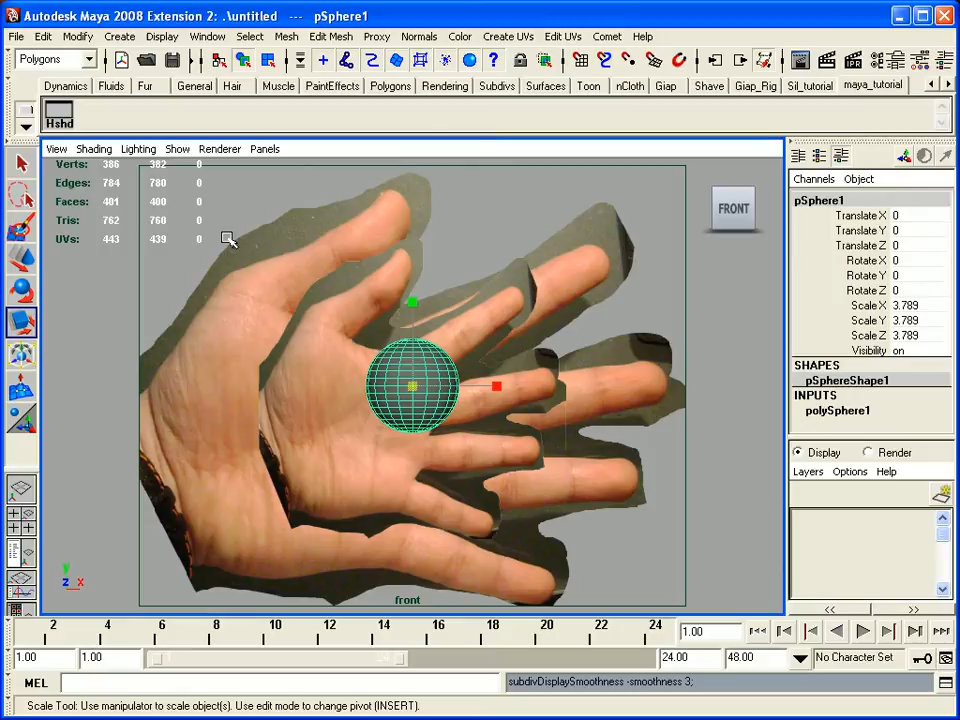 Autodesk Maya 2008 Extension 2: .\untitled --- pSphere1
File Edit Modify Create Display Window Select Mesh Edit Mesh Proxy Normals Color Create UVs Edit UVs Comet Help
Polygons
Dynamics Fluids Fur General Hair Muscle PaintEffects Polygons Rendering Subdivs Surfaces Toon nCloth Giap Shave Giap_Rig Sil_tutorial maya_tutorial
Hshd
View Shading Lighting Show Renderer Panels
Verts: 386 382 0
Edges: 784 780 0
Faces: 401 400 0
Tris: 762 760 0
UVs: 443 439 0
FRONT
y
z x
front
Channels Object
pSphere1
Translate X 0
Translate Y 0
Translate Z 0
Rotate X 0
Rotate Y 0
Rotate Z 0
Scale X 3.789
Scale Y 3.789
Scale Z 3.789
Visibility on
SHAPES
pSphereShape1
INPUTS
polySphere1
Display Render
Layers Options Help
2 4 6 8 10 12 14 16 18 20 22 24 1.00
1.00 1.00 24.00 48.00 No Character Set
MEL subdivDisplaySmoothness -smoothness 3;
Scale Tool: Use manipulator to scale object(s). Use edit mode to change pivot (INSERT).